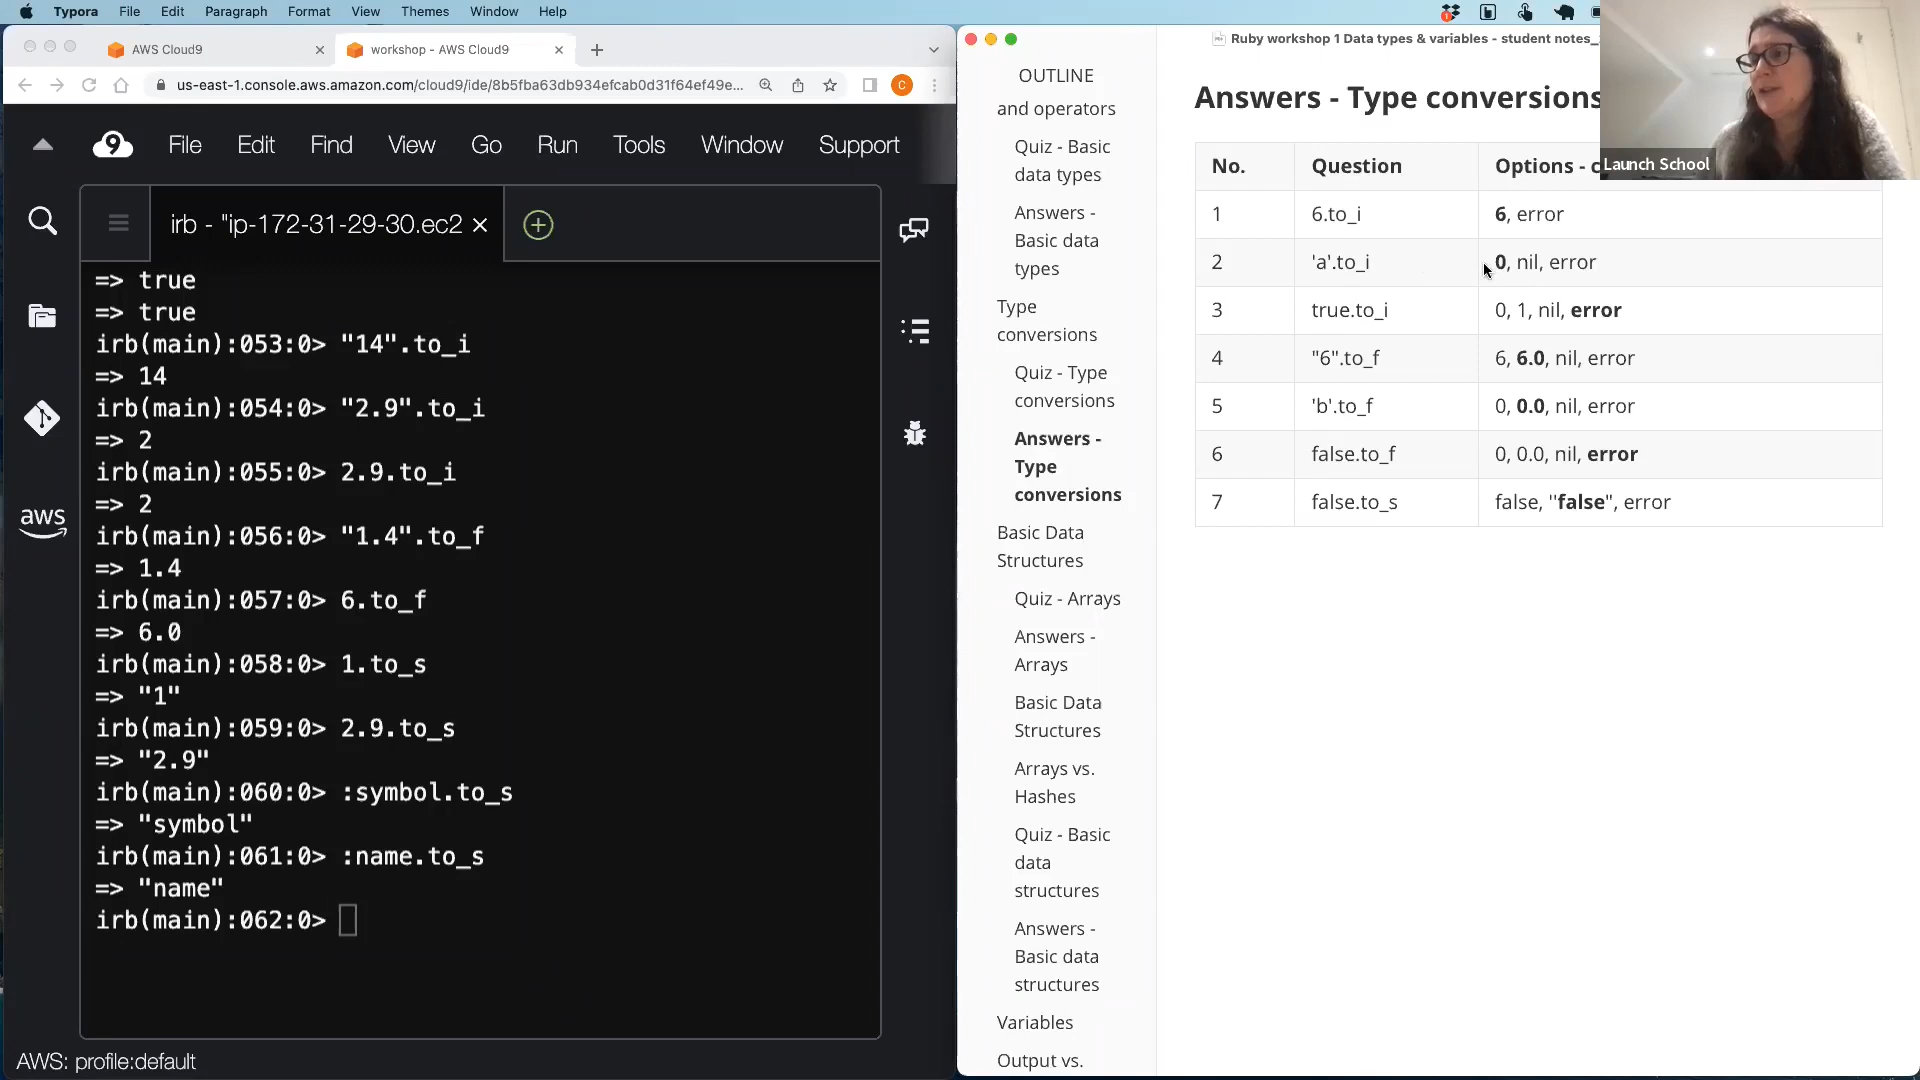 Typora File Edit Paragraph Format View Themes Window Help
AWS Cloud9
workshop - AWS Cloud9
us-east-1.console.aws.amazon.com/cloud9/ide/8b5fba63db934efcab0d31f64ef49e...
C
9 File Edit Find View Go Run Tools Window Support
irb - "ip-172-31-29-30.ec2
=> true
=> true
irb(main):053:0> "14".to_i
=> 14
irb(main):054:0> "2.9".to_i
=> 2
irb(main):055:0> 2.9.to_i
=> 2
irb(main):056:0> "1.4".to_f
=> 1.4
irb(main):057:0> 6.to_f
=> 6.0
irb(main):058:0> 1.to_s
=> "1"
irb(main):059:0> 2.9.to_s
=> "2.9"
irb(main):060:0> :symbol.to_s
=> "symbol"
irb(main):061:0> :name.to_s
=> "name"
irb(main):062:0>
aws
AWS: profile:default
Ruby workshop 1 Data types & variables - student notes_
OUTLINE
and operators
Quiz - Basic
data types
Answers -
Basic data
types
Type
conversions
Quiz - Type
conversions
Answers -
Type
conversions
Basic Data
Structures
Quiz - Arrays
Answers -
Arrays
Basic Data
Structures
Arrays vs.
Hashes
Quiz - Basic
data
structures
Answers -
Basic data
structures
Variables
Output vs.
Answers - Type conversions
No. Question Options - c
1 6.to_i 6, error
2 'a'.to_i 0, nil, error
3 true.to_i 0, 1, nil, error
4 "6".to_f 6, 6.0, nil, error
5 'b'.to_f 0, 0.0, nil, error
6 false.to_f 0, 0.0, nil, error
7 false.to_s false, "false", error
Launch School